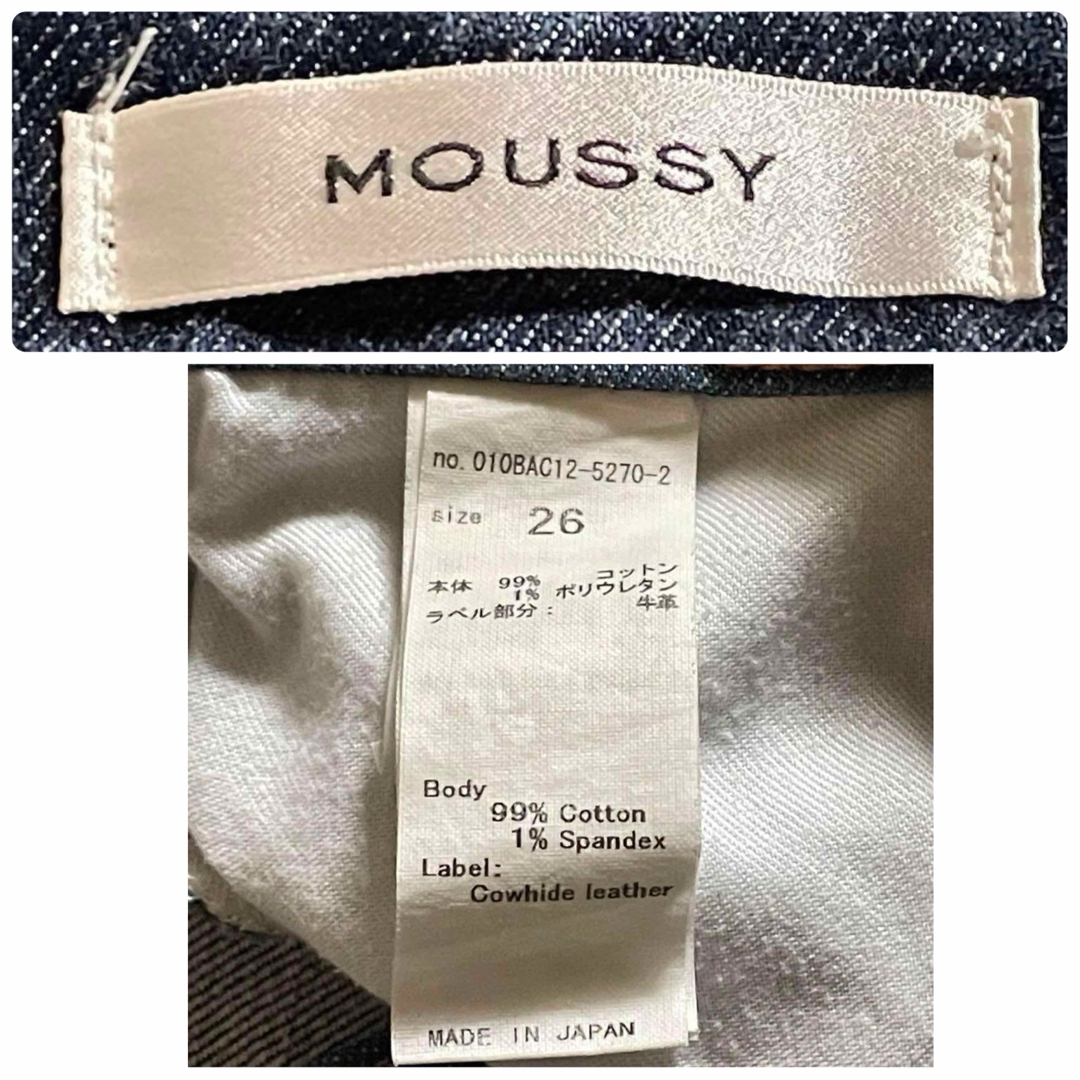 MOUSSY
no. 010BAC12-5270-2
size 26
本体 99% コットン
1% ポリウレタン
ラベル部分： 牛革
Body
99% Cotton
1% Spandex
Label:
Cowhide leather
MADE IN JAPAN